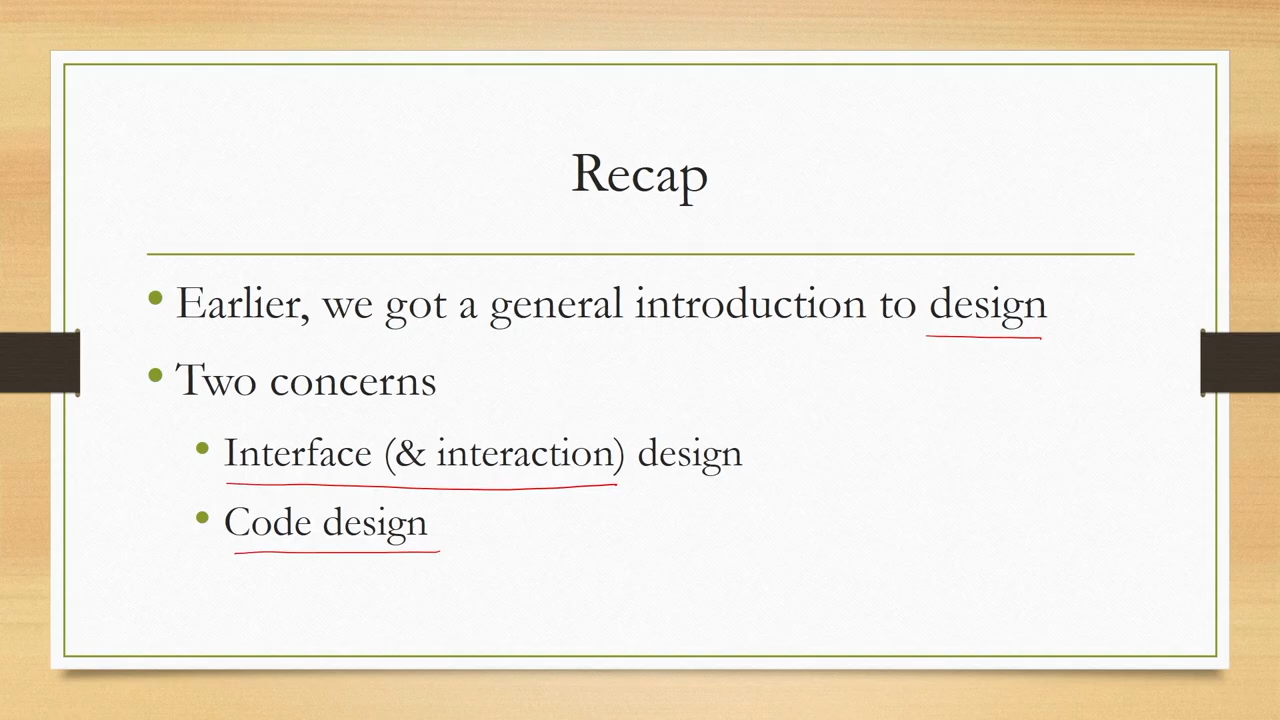 Recap
• Earlier, we got a general introduction to design
• Two concerns
• Interface (& interaction) design
• Code design